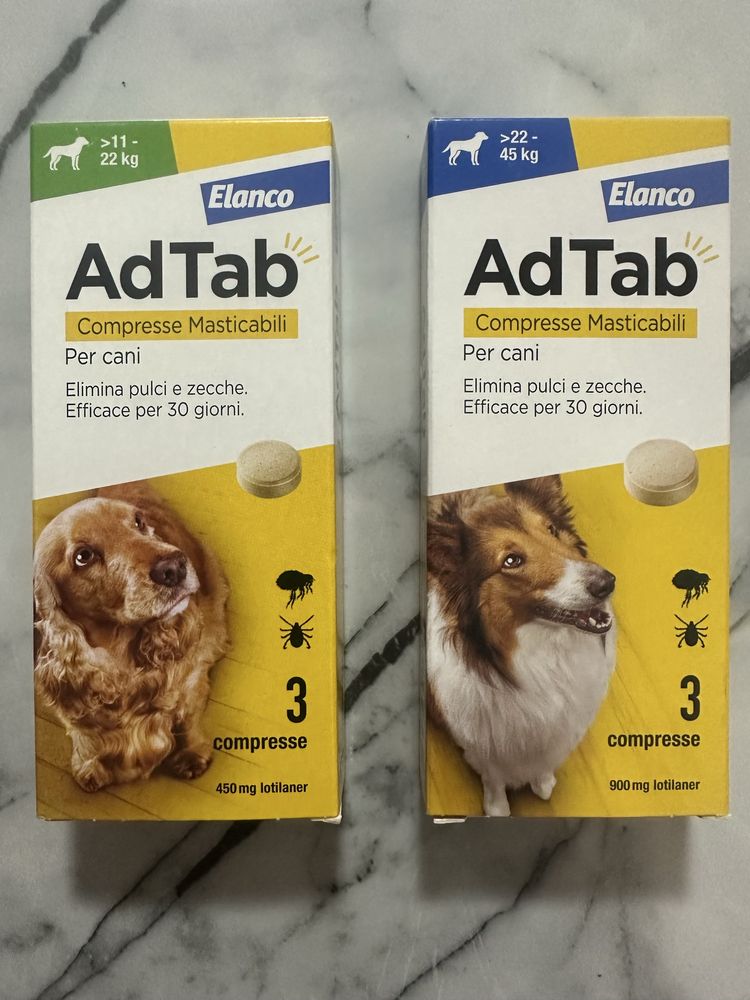 >11 -
22 kg
Elanco
AdTab
Compresse Masticabili
Per cani
Elimina pulci e zecche.
Efficace per 30 giorni.
3
compresse
450 mg lotilaner
>22 -
45 kg
Elanco
AdTab
Compresse Masticabili
Per cani
Elimina pulci e zecche.
Efficace per 30 giorni.
3
compresse
900 mg lotilaner